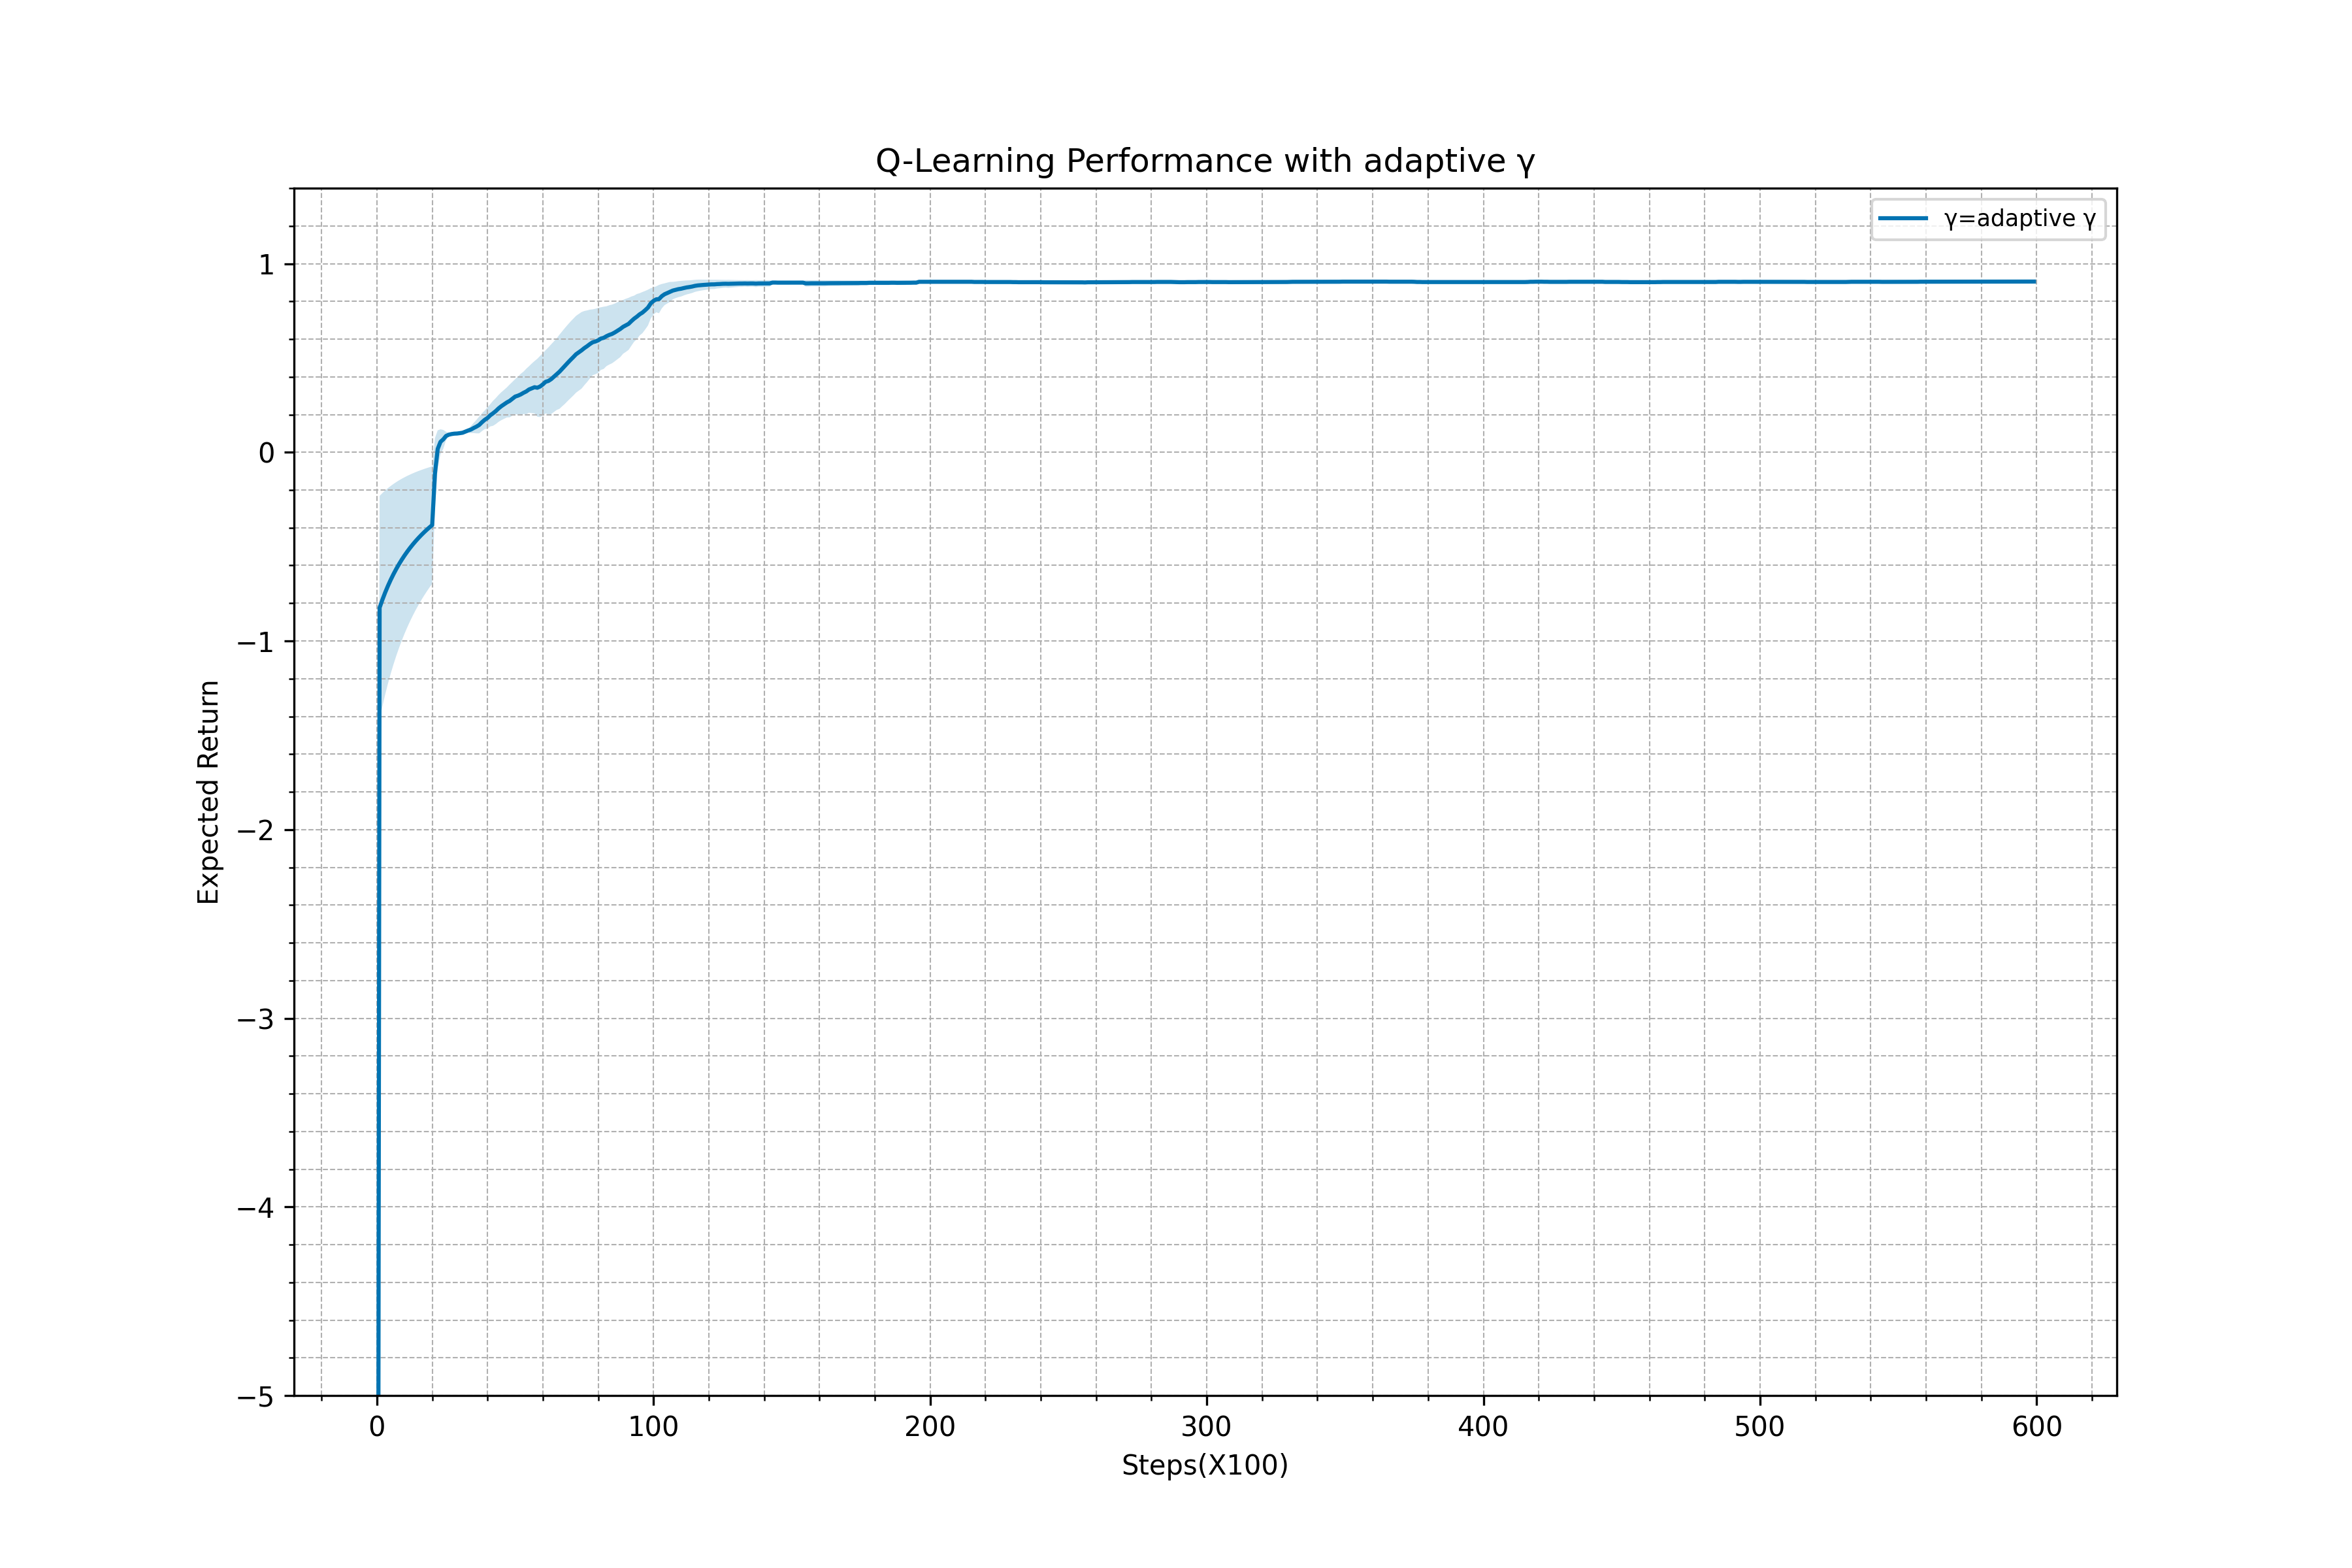 Q-Learning Performance with adaptive γ
γ=adaptive γ
1
0
−1
−2
−3
−4
−5
Expected Return
0 100 200 300 400 500 600
Steps(X100)